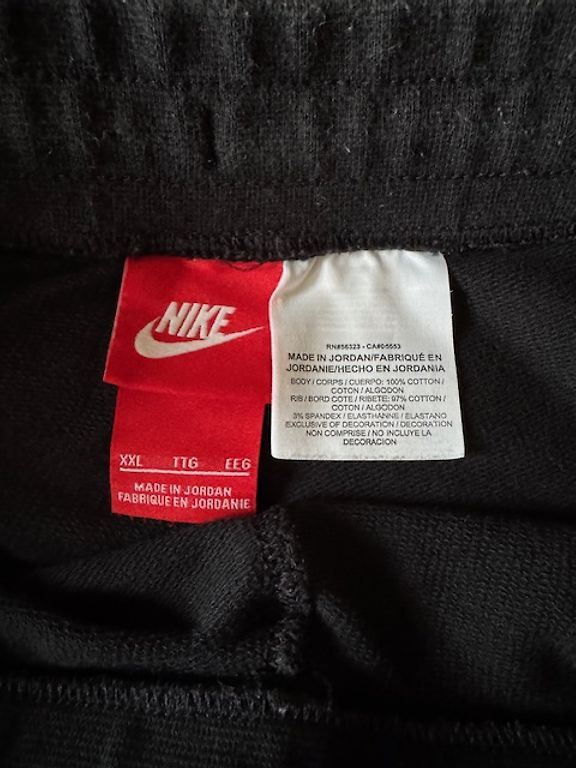 NIKE
XXL TTG EEG
MADE IN JORDAN
FABRIQUE EN JORDANIE
RN#56323 - CA#05553
MADE IN JORDAN/FABRIQUÉ EN
JORDANIE/HECHO EN JORDANIA
BODY / CORPS / CUERPO: 100% COTTON /
COTON / ALGODON
RIB / BORD COTE / RIBETE: 97% COTTON /
COTON / ALGODON
3% SPANDEX / ELASTHANNE / ELASTANO
EXCLUSIVE OF DECORATION / DECORATION
NON COMPRISE / NO INCLUYE LA
DECORACION